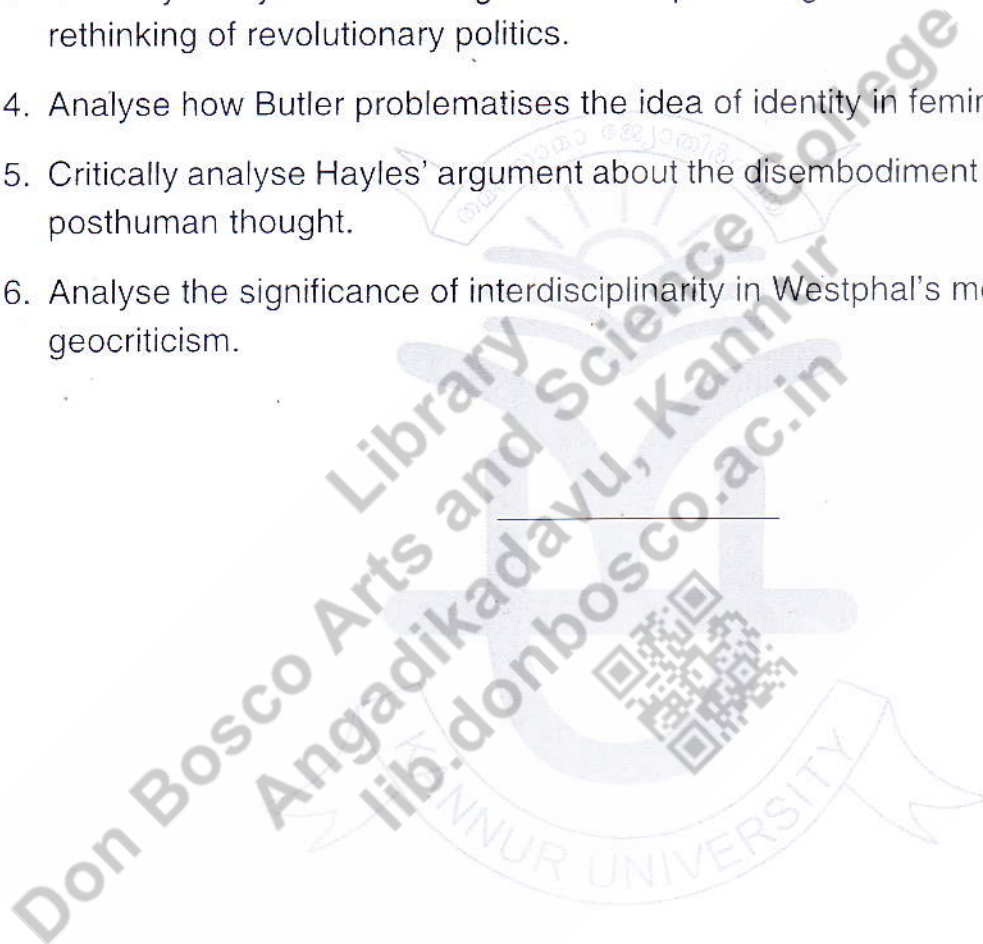 rethinking of revolutionary politics.
4. Analyse how Butler problematises the idea of identity in
5. Critically analyse Hayles' argument about the disembodiment
posthuman thought.
6. Analyse the significance of interdisciplinarity in Westphal's
geocriticism.
Library
Don Bosco Arts and Science College
Angadikadavu, Kannur
lib.donbosco.ac.in
KANNUR UNIVERSITY